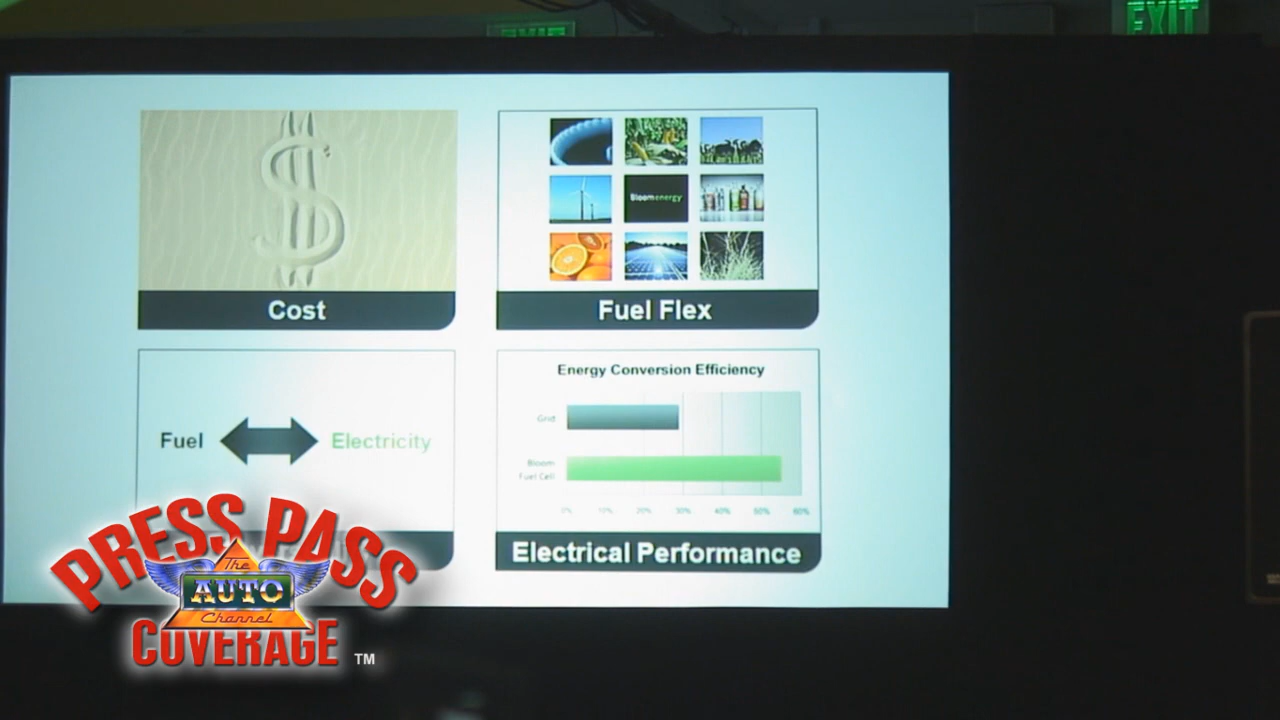 EXIT
EXIT
Bloomenergy
Cost
Fuel Flex
Fuel
Electricity
Energy Conversion Efficiency
Grid
Bloom
Fuel Cell
0% 10% 20% 30% 40% 50% 60%
Electrical Performance
PRESS PASS
The
AUTO
Channel
COVERAGE
TM